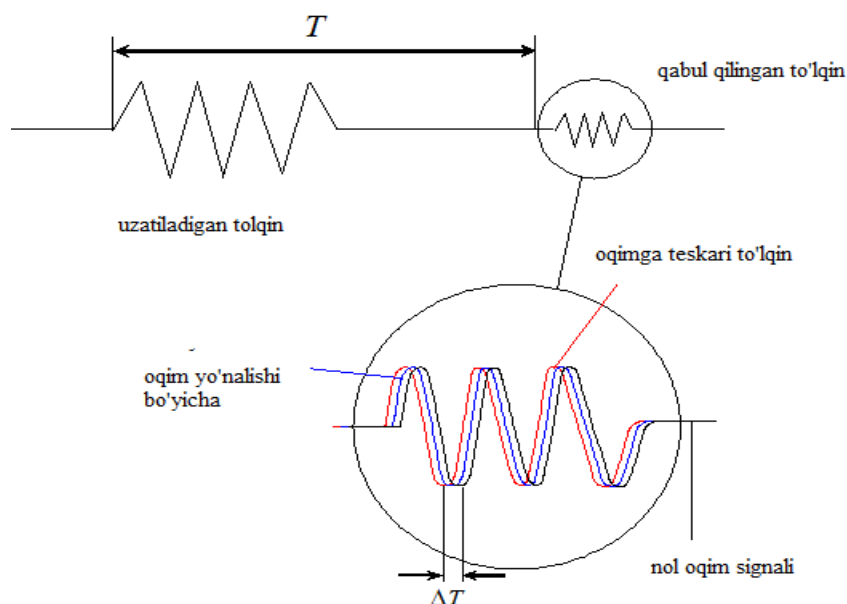 T
qabul qilingan to'lqin
uzatiladigan tolqin
oqimga teskari to'lqin
oqim yo'nalishi
bo'yicha
nol oqim signali
ΔT